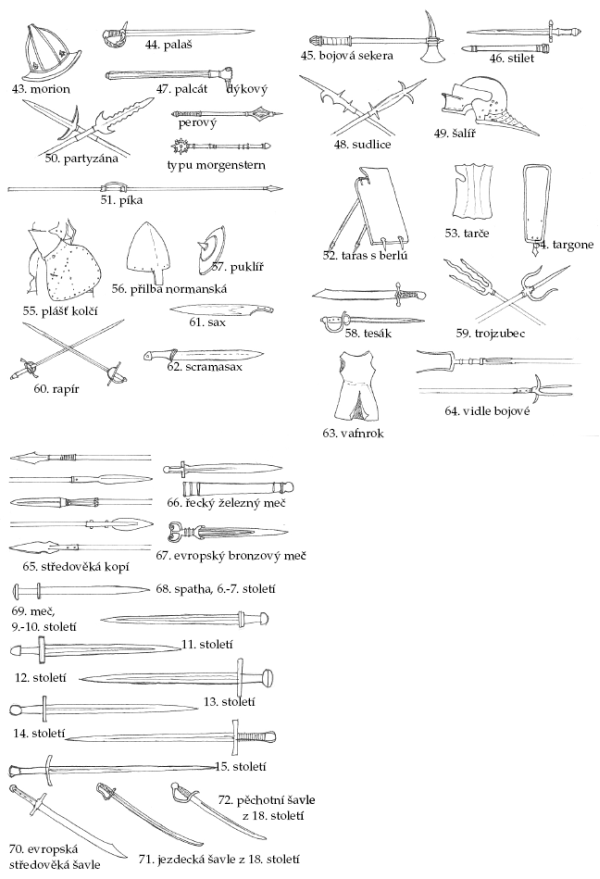 43. morion
44. palaš
47. palcát
dýkový
45. bojová sekera
46. stilet
perový
50. partyzána
typu morgenstern
48. sudlice
49. šalíř
51. píka
52. taras s berlú
53. tarče
54. targone
55. plášť kolčí
56. přilba normanská
57. puklíř
61. sax
58. tesák
59. trojzubec
60. rapír
62. scramasax
63. vafnrok
64. vidle bojové
65. středověká kopí
66. řecký železný meč
67. evropský bronzový meč
68. spatha, 6.-7. století
69. meč,
9.-10. století
11. století
12. století
13. století
14. století
15. století
70. evropská
středověká šavle
71. jezdecká šavle z 18. století
72. pěchotní šavle
z 18. století